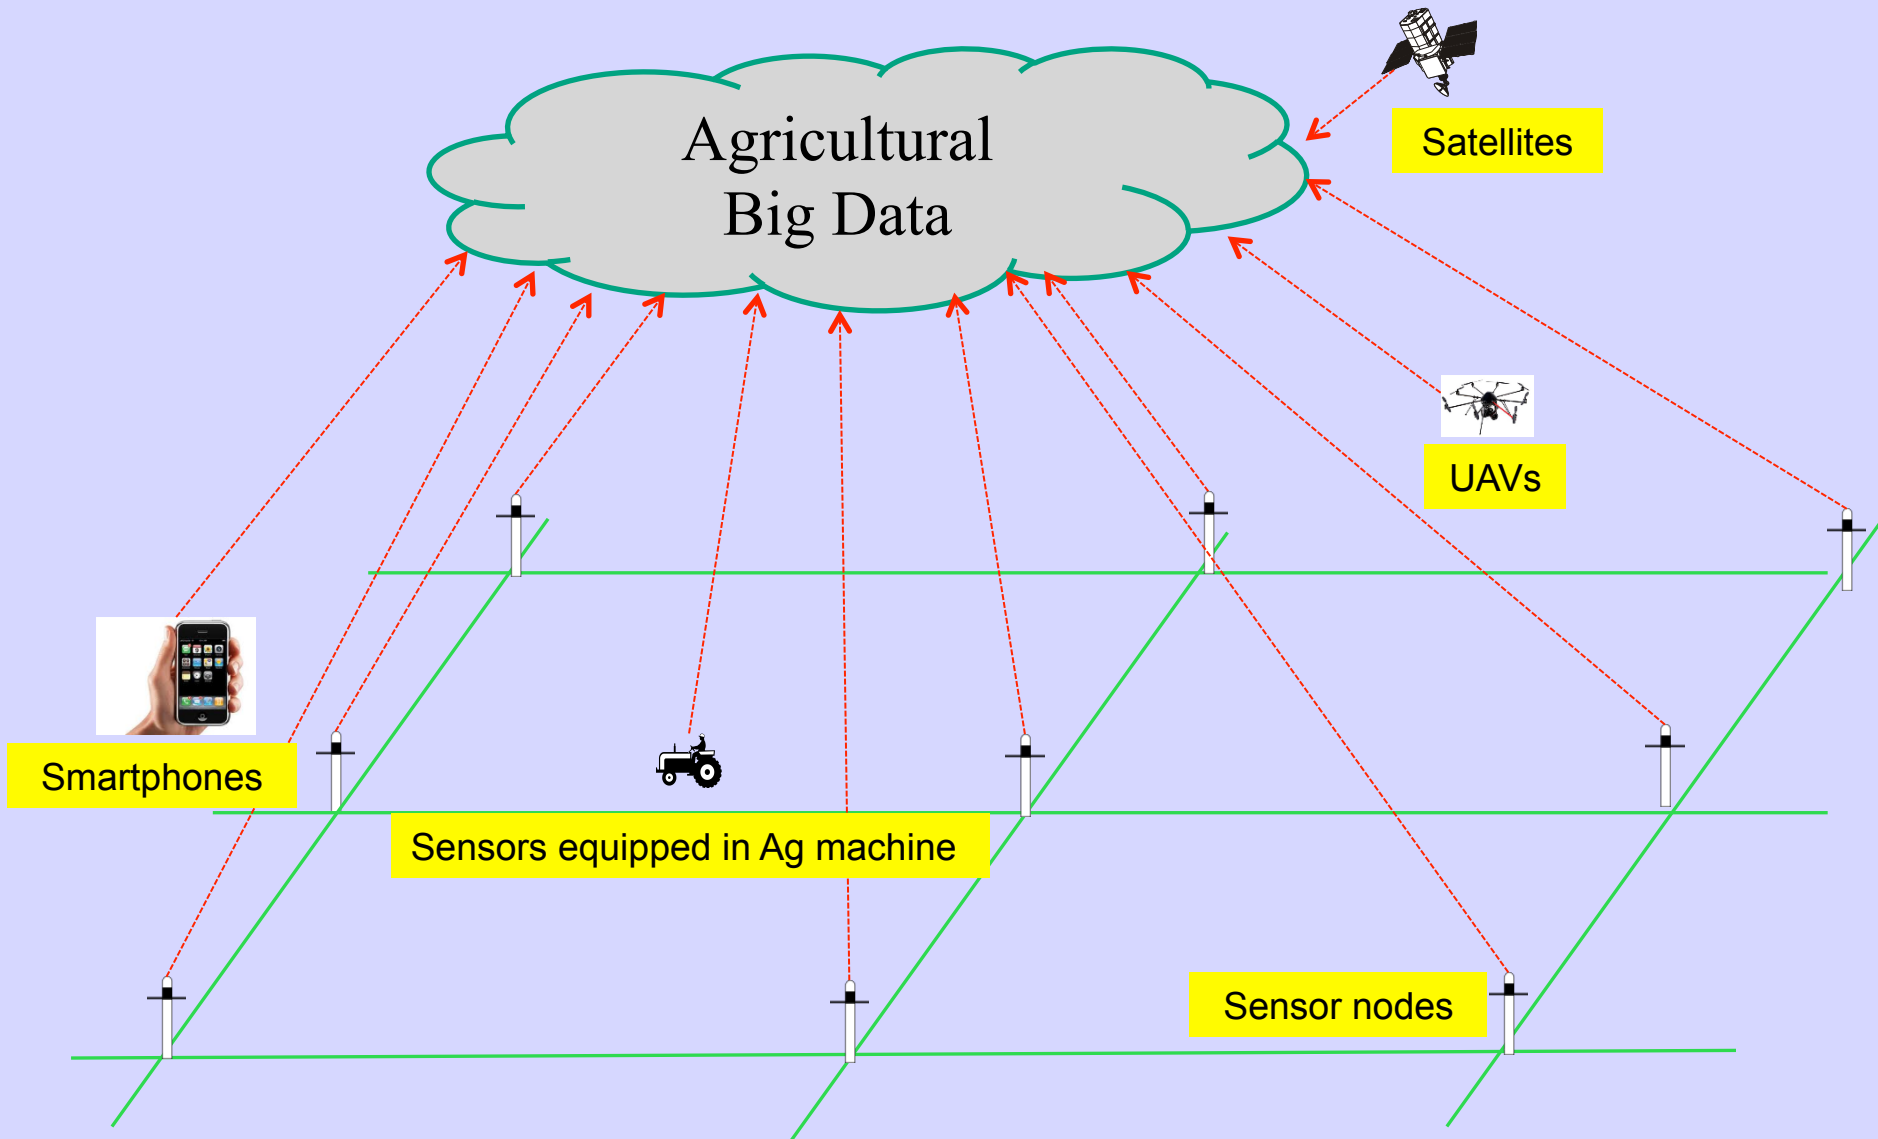 Agricultural
Big Data
Satellites
UAVs
Smartphones
Sensors equipped in Ag machine
Sensor nodes